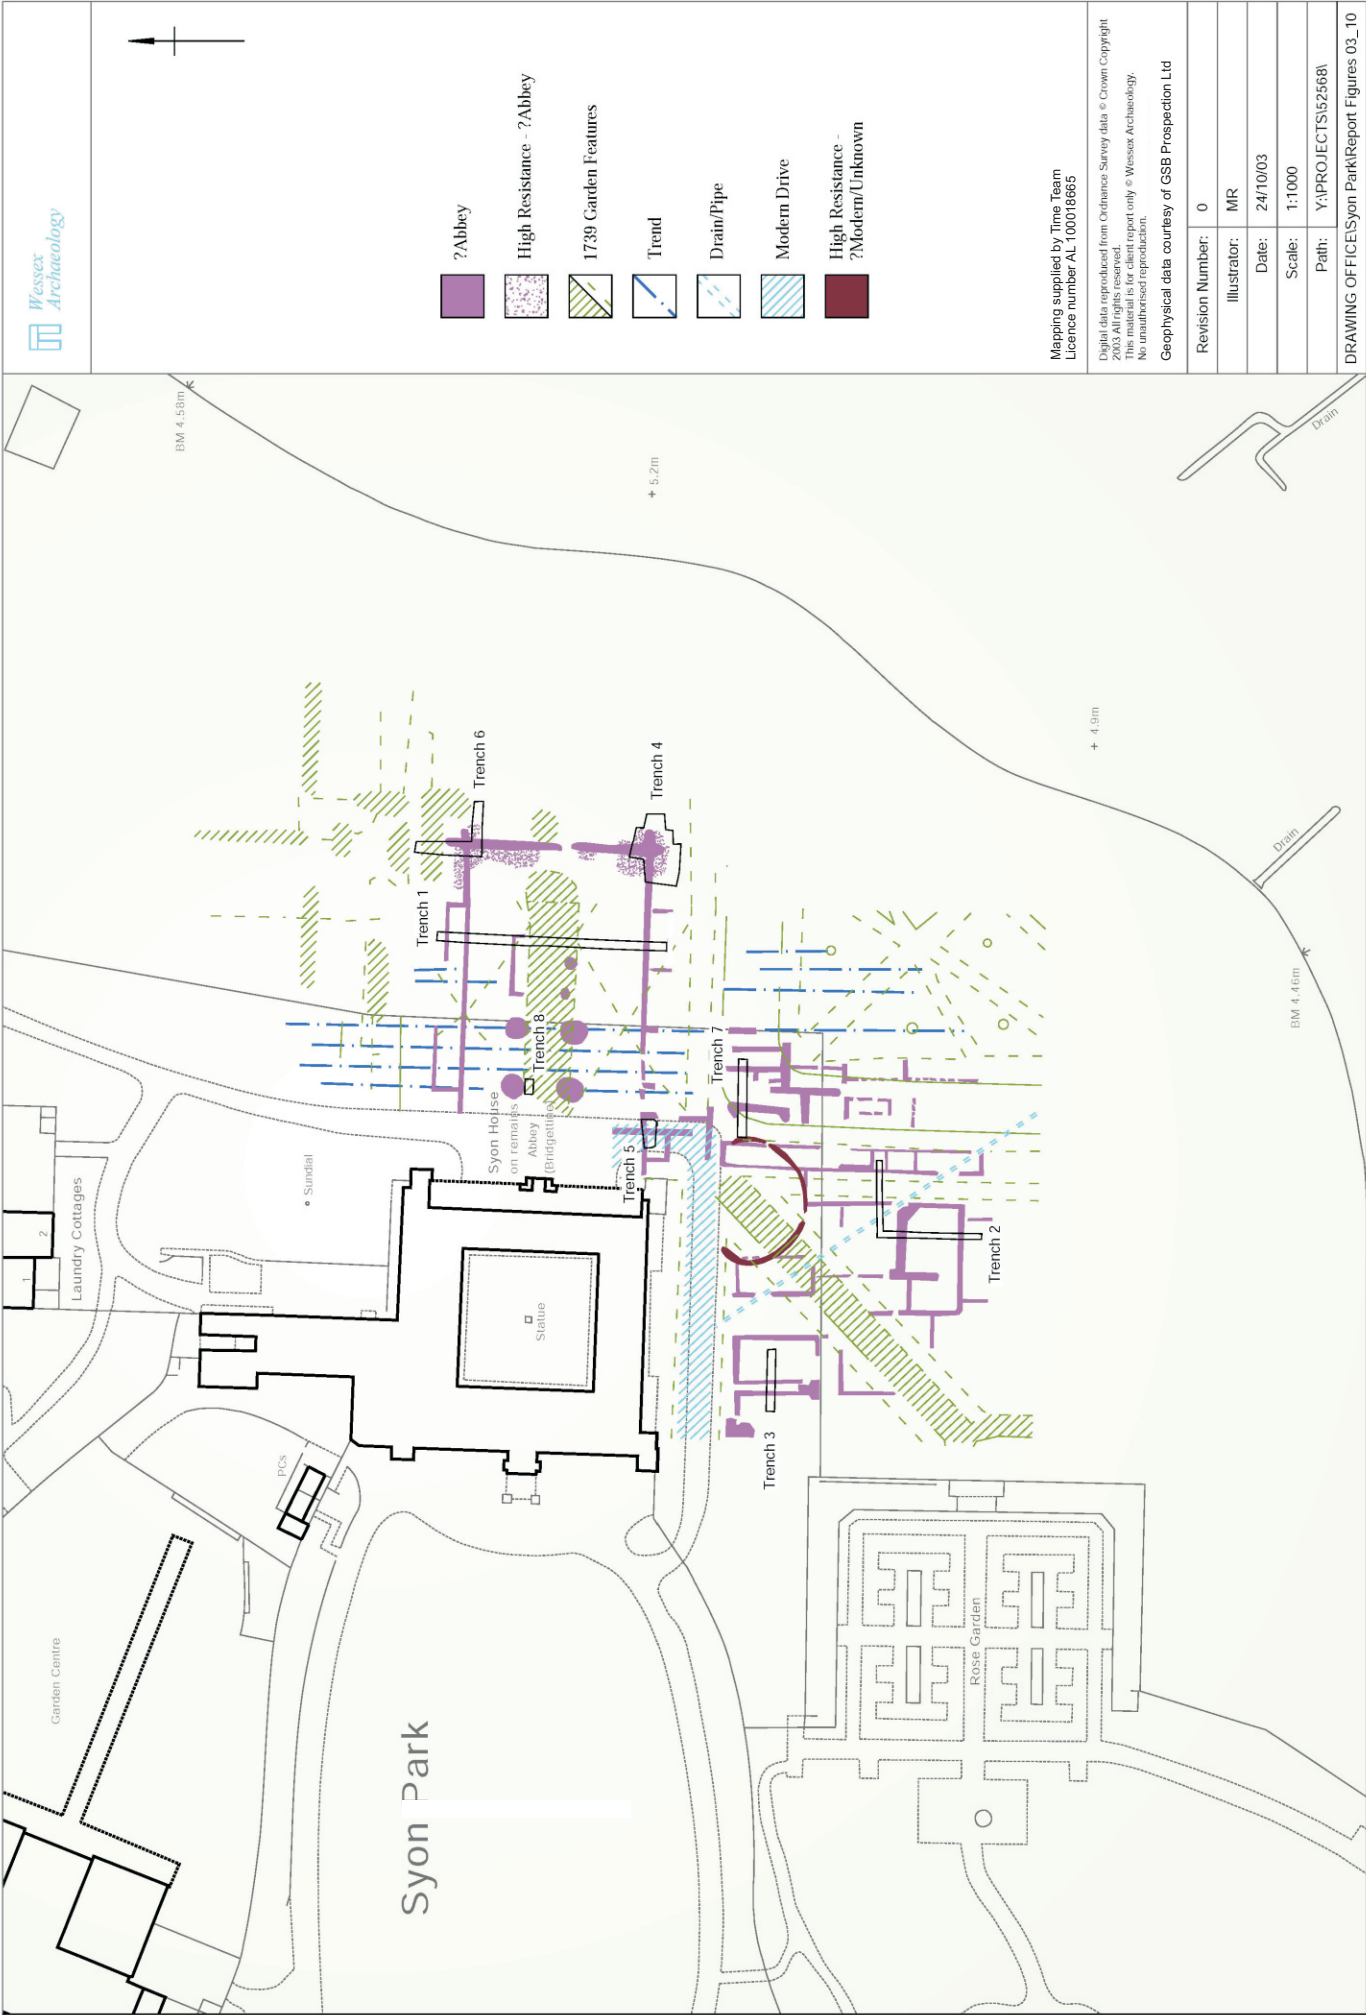 Wessex
Archaeology
?Abbey
High Resistance - ?Abbey
1739 Garden Features
Trend
Drain/Pipe
Modern Drive
High Resistance -
?Modern/Unknown
Mapping supplied by Time Team
Licence number AL 100018665
Digital data reproduced from Ordnance Survey data © Crown Copyright
2003 All rights reserved.
This material is for client report only © Wessex Archaeology.
No unauthorised reproduction.
Geophysical data courtesy of GSB Prospection Ltd
Revision Number: 0
Illustrator: MR
Date: 24/10/03
Scale: 1:1000
Path: Y:\PROJECTS\52568\
DRAWING OFFICE\Syon Park\Report Figures 03_10
Garden Centre
PCs
Laundry Cottages
1
2
Sundial
BM 4.58m
Syon Park
Statue
Syon House
on remains
Abbey
(Bridgettine)
Trench 1
Trench 6
Trench 8
Trench 4
Trench 5
Trench 7
Trench 3
Trench 2
+ 5.2m
+ 4.9m
Rose Garden
BM 4.46m
Drain
Drain